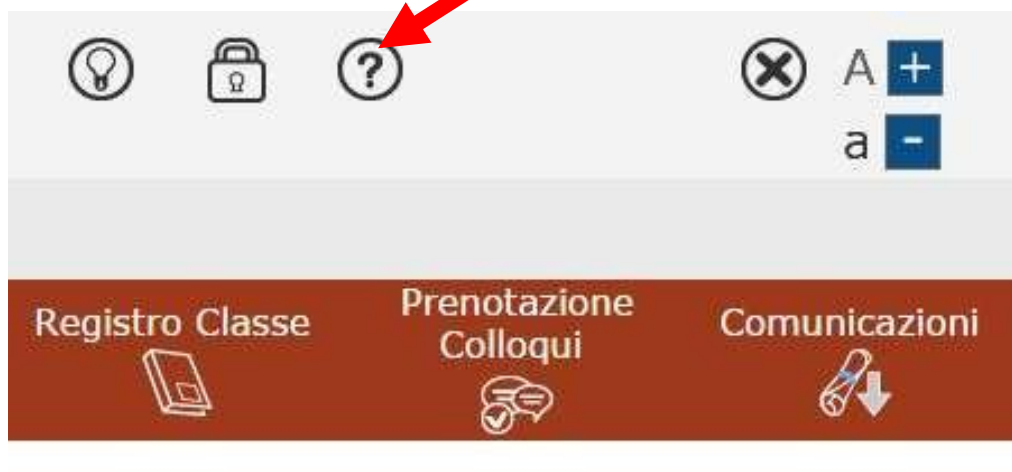 ?
A +
a -
Registro Classe
Prenotazione
Colloqui
Comunicazioni